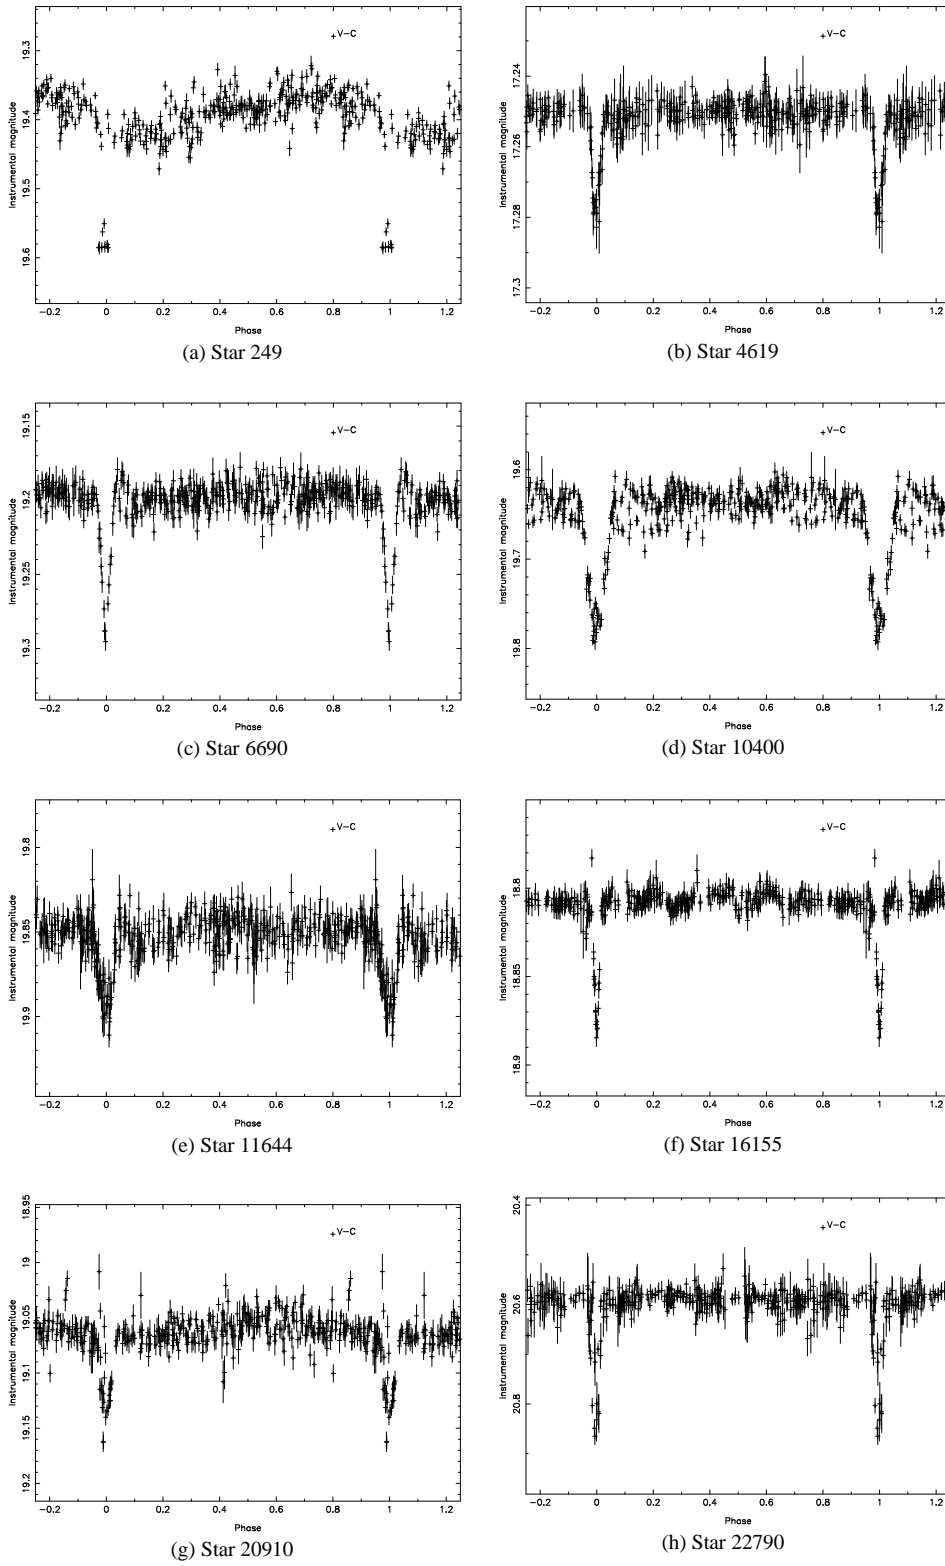 V-C
19.3
19.4
19.5
19.6
Instrumental magnitude
-0.2 0 0.2 0.4 0.6 0.8 1 1.2
Phase
(a) Star 249
V-C
17.24
17.26
17.28
17.3
Instrumental magnitude
-0.2 0 0.2 0.4 0.6 0.8 1 1.2
Phase
(b) Star 4619
V-C
19.15
19.2
19.25
19.3
Instrumental magnitude
-0.2 0 0.2 0.4 0.6 0.8 1 1.2
Phase
(c) Star 6690
V-C
19.6
19.7
19.8
Instrumental magnitude
-0.2 0 0.2 0.4 0.6 0.8 1 1.2
Phase
(d) Star 10400
V-C
19.8
19.85
19.9
Instrumental magnitude
-0.2 0 0.2 0.4 0.6 0.8 1 1.2
Phase
(e) Star 11644
V-C
18.8
18.85
18.9
Instrumental magnitude
-0.2 0 0.2 0.4 0.6 0.8 1 1.2
Phase
(f) Star 16155
V-C
18.95
19
19.05
19.1
19.15
19.2
Instrumental magnitude
-0.2 0 0.2 0.4 0.6 0.8 1 1.2
Phase
(g) Star 20910
V-C
20.4
20.6
20.8
Instrumental magnitude
-0.2 0 0.2 0.4 0.6 0.8 1 1.2
Phase
(h) Star 22790